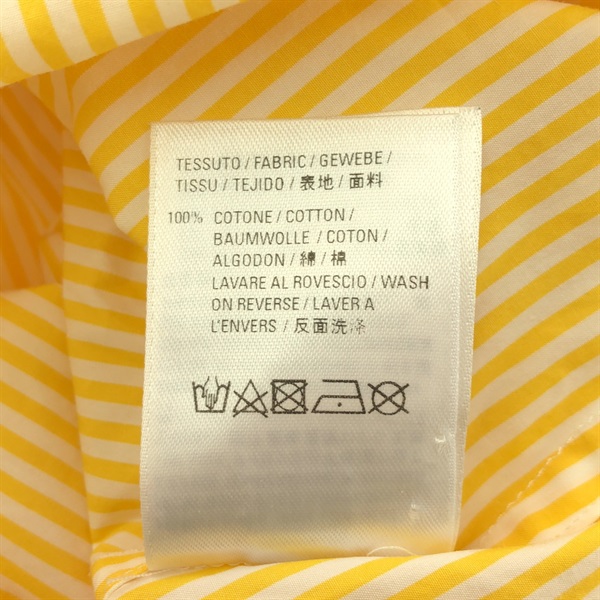 TESSUTO / FABRIC / GEWEBE /
TISSU / TEJIDO / 表地 / 面料
100% COTONE / COTTON /
BAUMWOLLE / COTON /
ALGODON / 綿 / 棉
LAVARE AL ROVESCIO / WASH
ON REVERSE / LAVER A
L'ENVERS / 反面洗涤